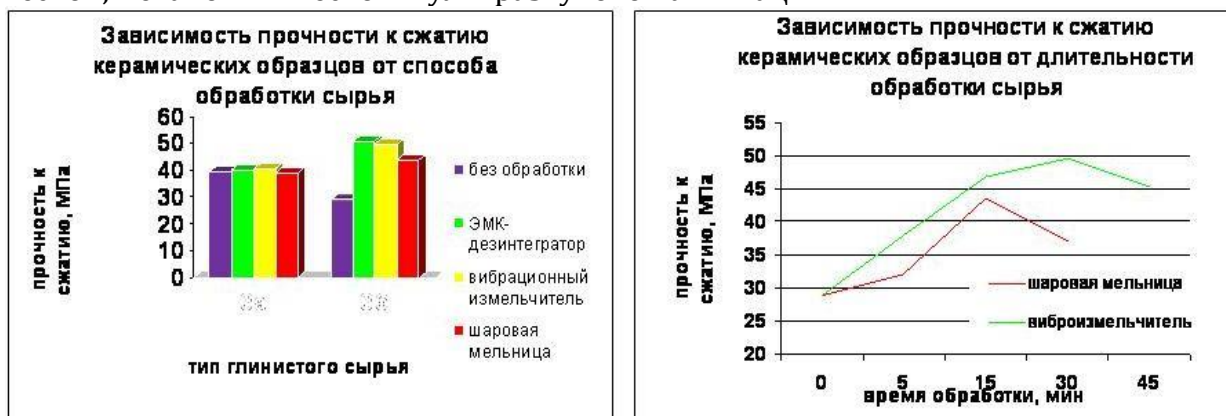 Зависимость прочности к сжатию
керамических образцов от способа
обработки сырья
60
50
40
30
20
10
0
прочность к
сжатию, МПа
без обработки
ЭМК-
дезинтегратор
вибрационный
измельчитель
шаровая
мельница
тип глинистого сырья
Зависимость прочности к сжатию
керамических образцов от длительности
обработки сырья
55
50
45
40
35
30
25
20
прочность к
сжатию, МПа
шаровая мельница
виброизмельчитель
0 5 15 30 45
время обработки, мин